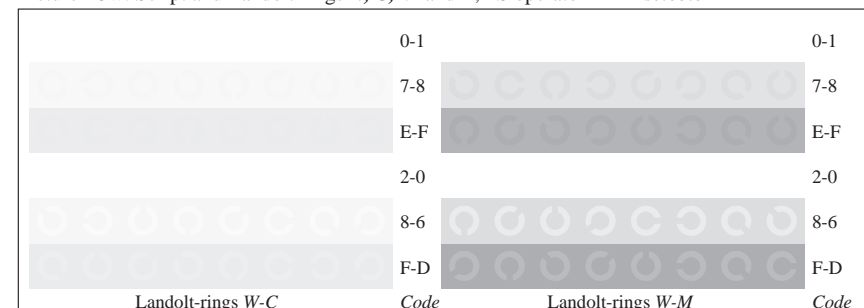 0-1 0-1
7-8 7-8
E-F E-F
2-0 2-0
8-6 8-6
F-D F-D
Landolt-rings W-C Code Landolt-rings W-M Code